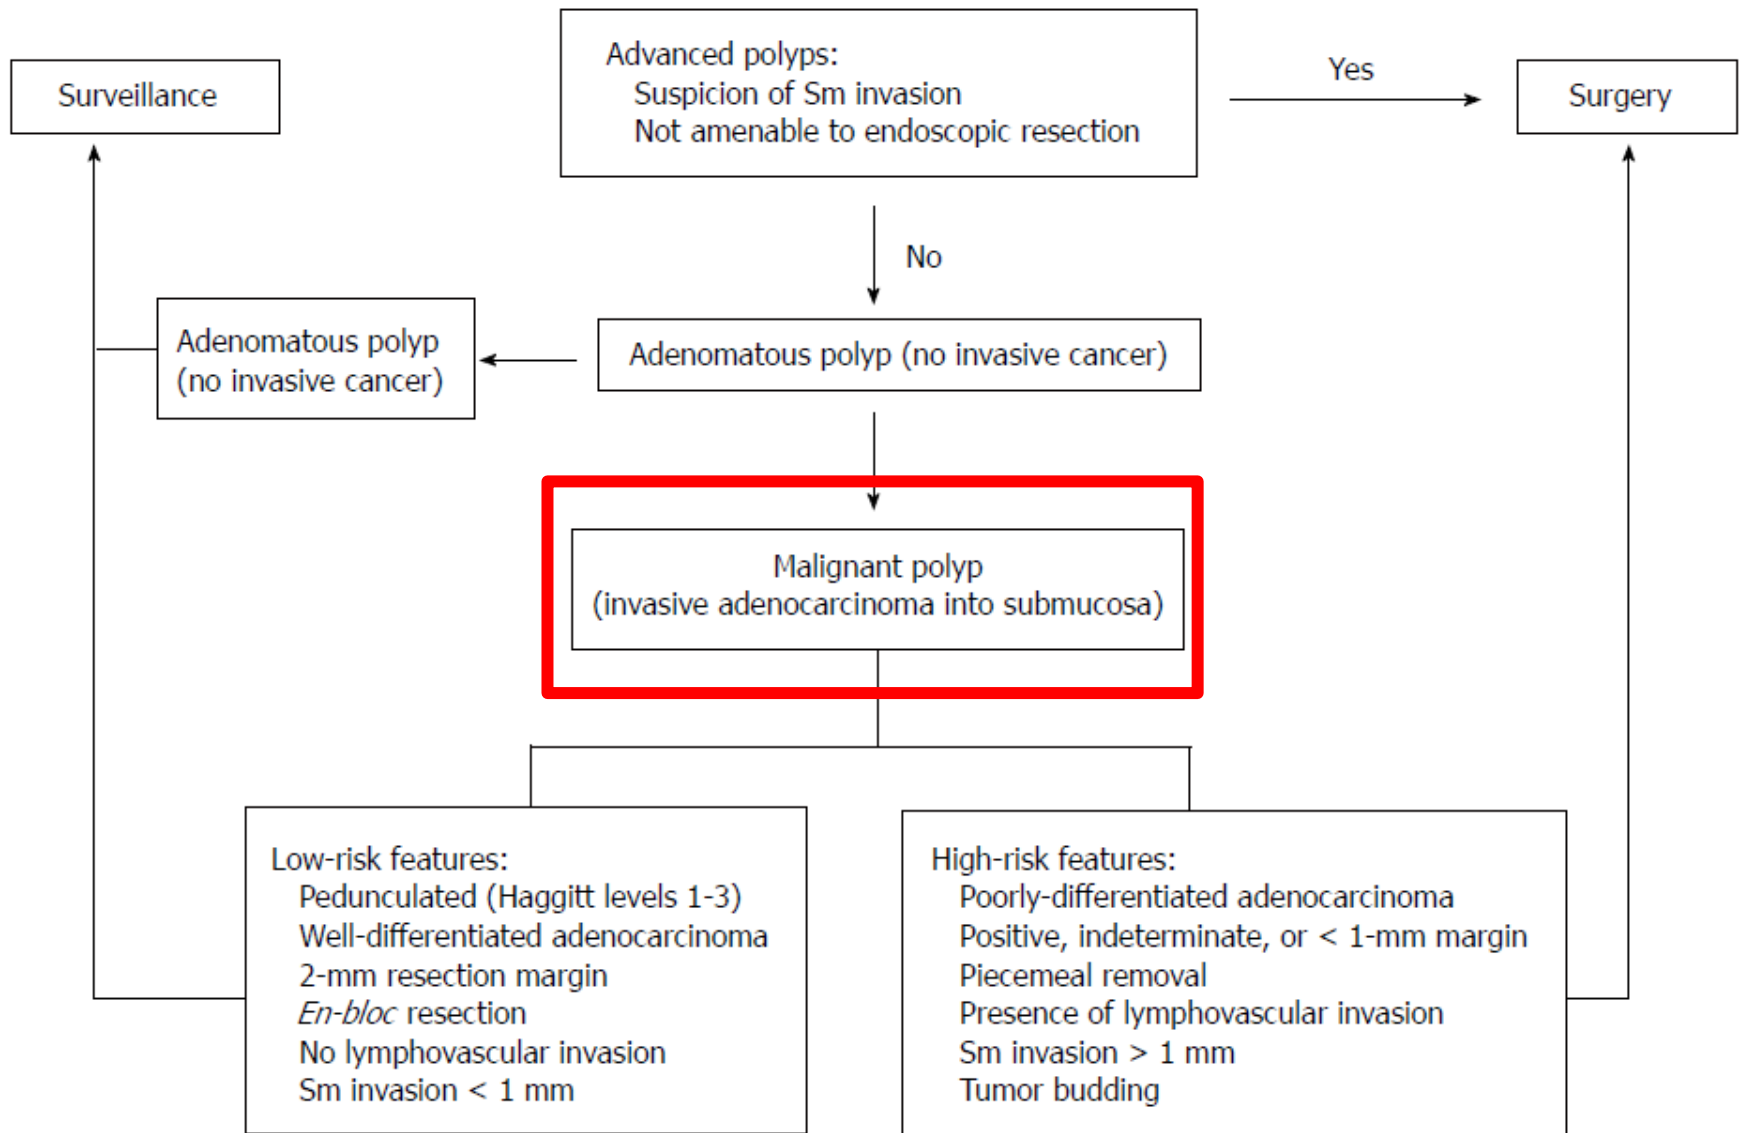 Advanced polyps:
Suspicion of Sm invasion
Not amenable to endoscopic resection
Yes
Surgery
Surveillance
No
Adenomatous polyp (no invasive cancer)
Adenomatous polyp
(no invasive cancer)
Malignant polyp
(invasive adenocarcinoma into submucosa)
Low-risk features:
Pedunculated (Haggitt levels 1-3)
Well-differentiated adenocarcinoma
2-mm resection margin
En-bloc resection
No lymphovascular invasion
Sm invasion < 1 mm
High-risk features:
Poorly-differentiated adenocarcinoma
Positive, indeterminate, or < 1-mm margin
Piecemeal removal
Presence of lymphovascular invasion
Sm invasion > 1 mm
Tumor budding